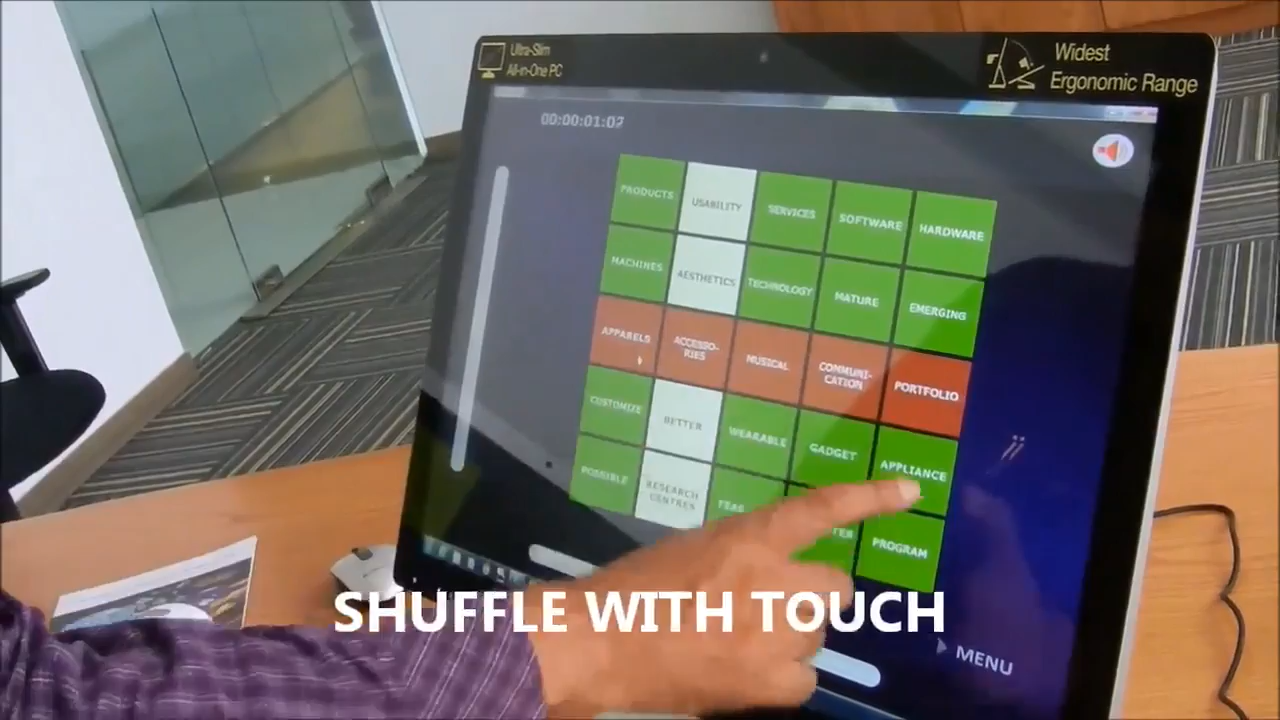 Ultra-Slim
All-in-One PC
Widest
Ergonomic Range
00:00:01:07
PRODUCTS USABILITY SERVICES SOFTWARE HARDWARE
MACHINES AESTHETICS TECHNOLOGY MATURE EMERGING
APPARELS ACCESSO-
RIES MUSICAL COMMUNI-
CATION PORTFOLIO
CUSTOMIZE BETTER WEARABLE GADGET APPLIANCE
POSSIBLE RESEARCH
CENTRES PROGRAM
SHUFFLE WITH TOUCH
MENU